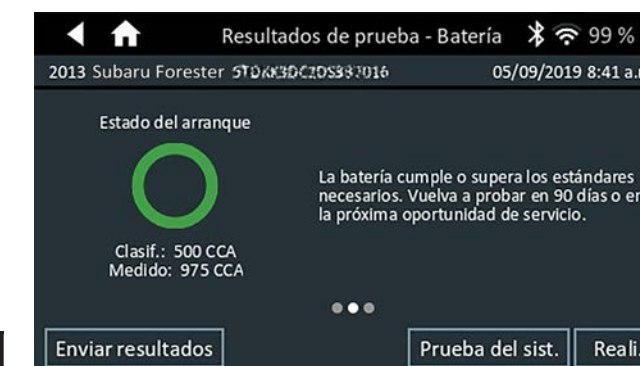 Resultados de prueba - Batería 99 %
2013 Subaru Forester 05/09/2019 8:41 a.
Estado del arranque
La batería cumple o supera los estándares
necesarios. Vuelva a probar en 90 días o
la próxima oportunidad de servicio.
Clasif.: 500 CCA
Medido: 975 CCA
Enviar resultados Prueba del sist. Reali.